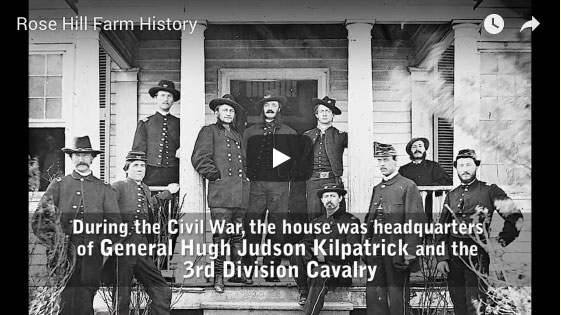 Rose Hill Farm History
During the Civil War, the house was headquarters
of General Hugh Judson Kilpatrick and the
3rd Division Cavalry